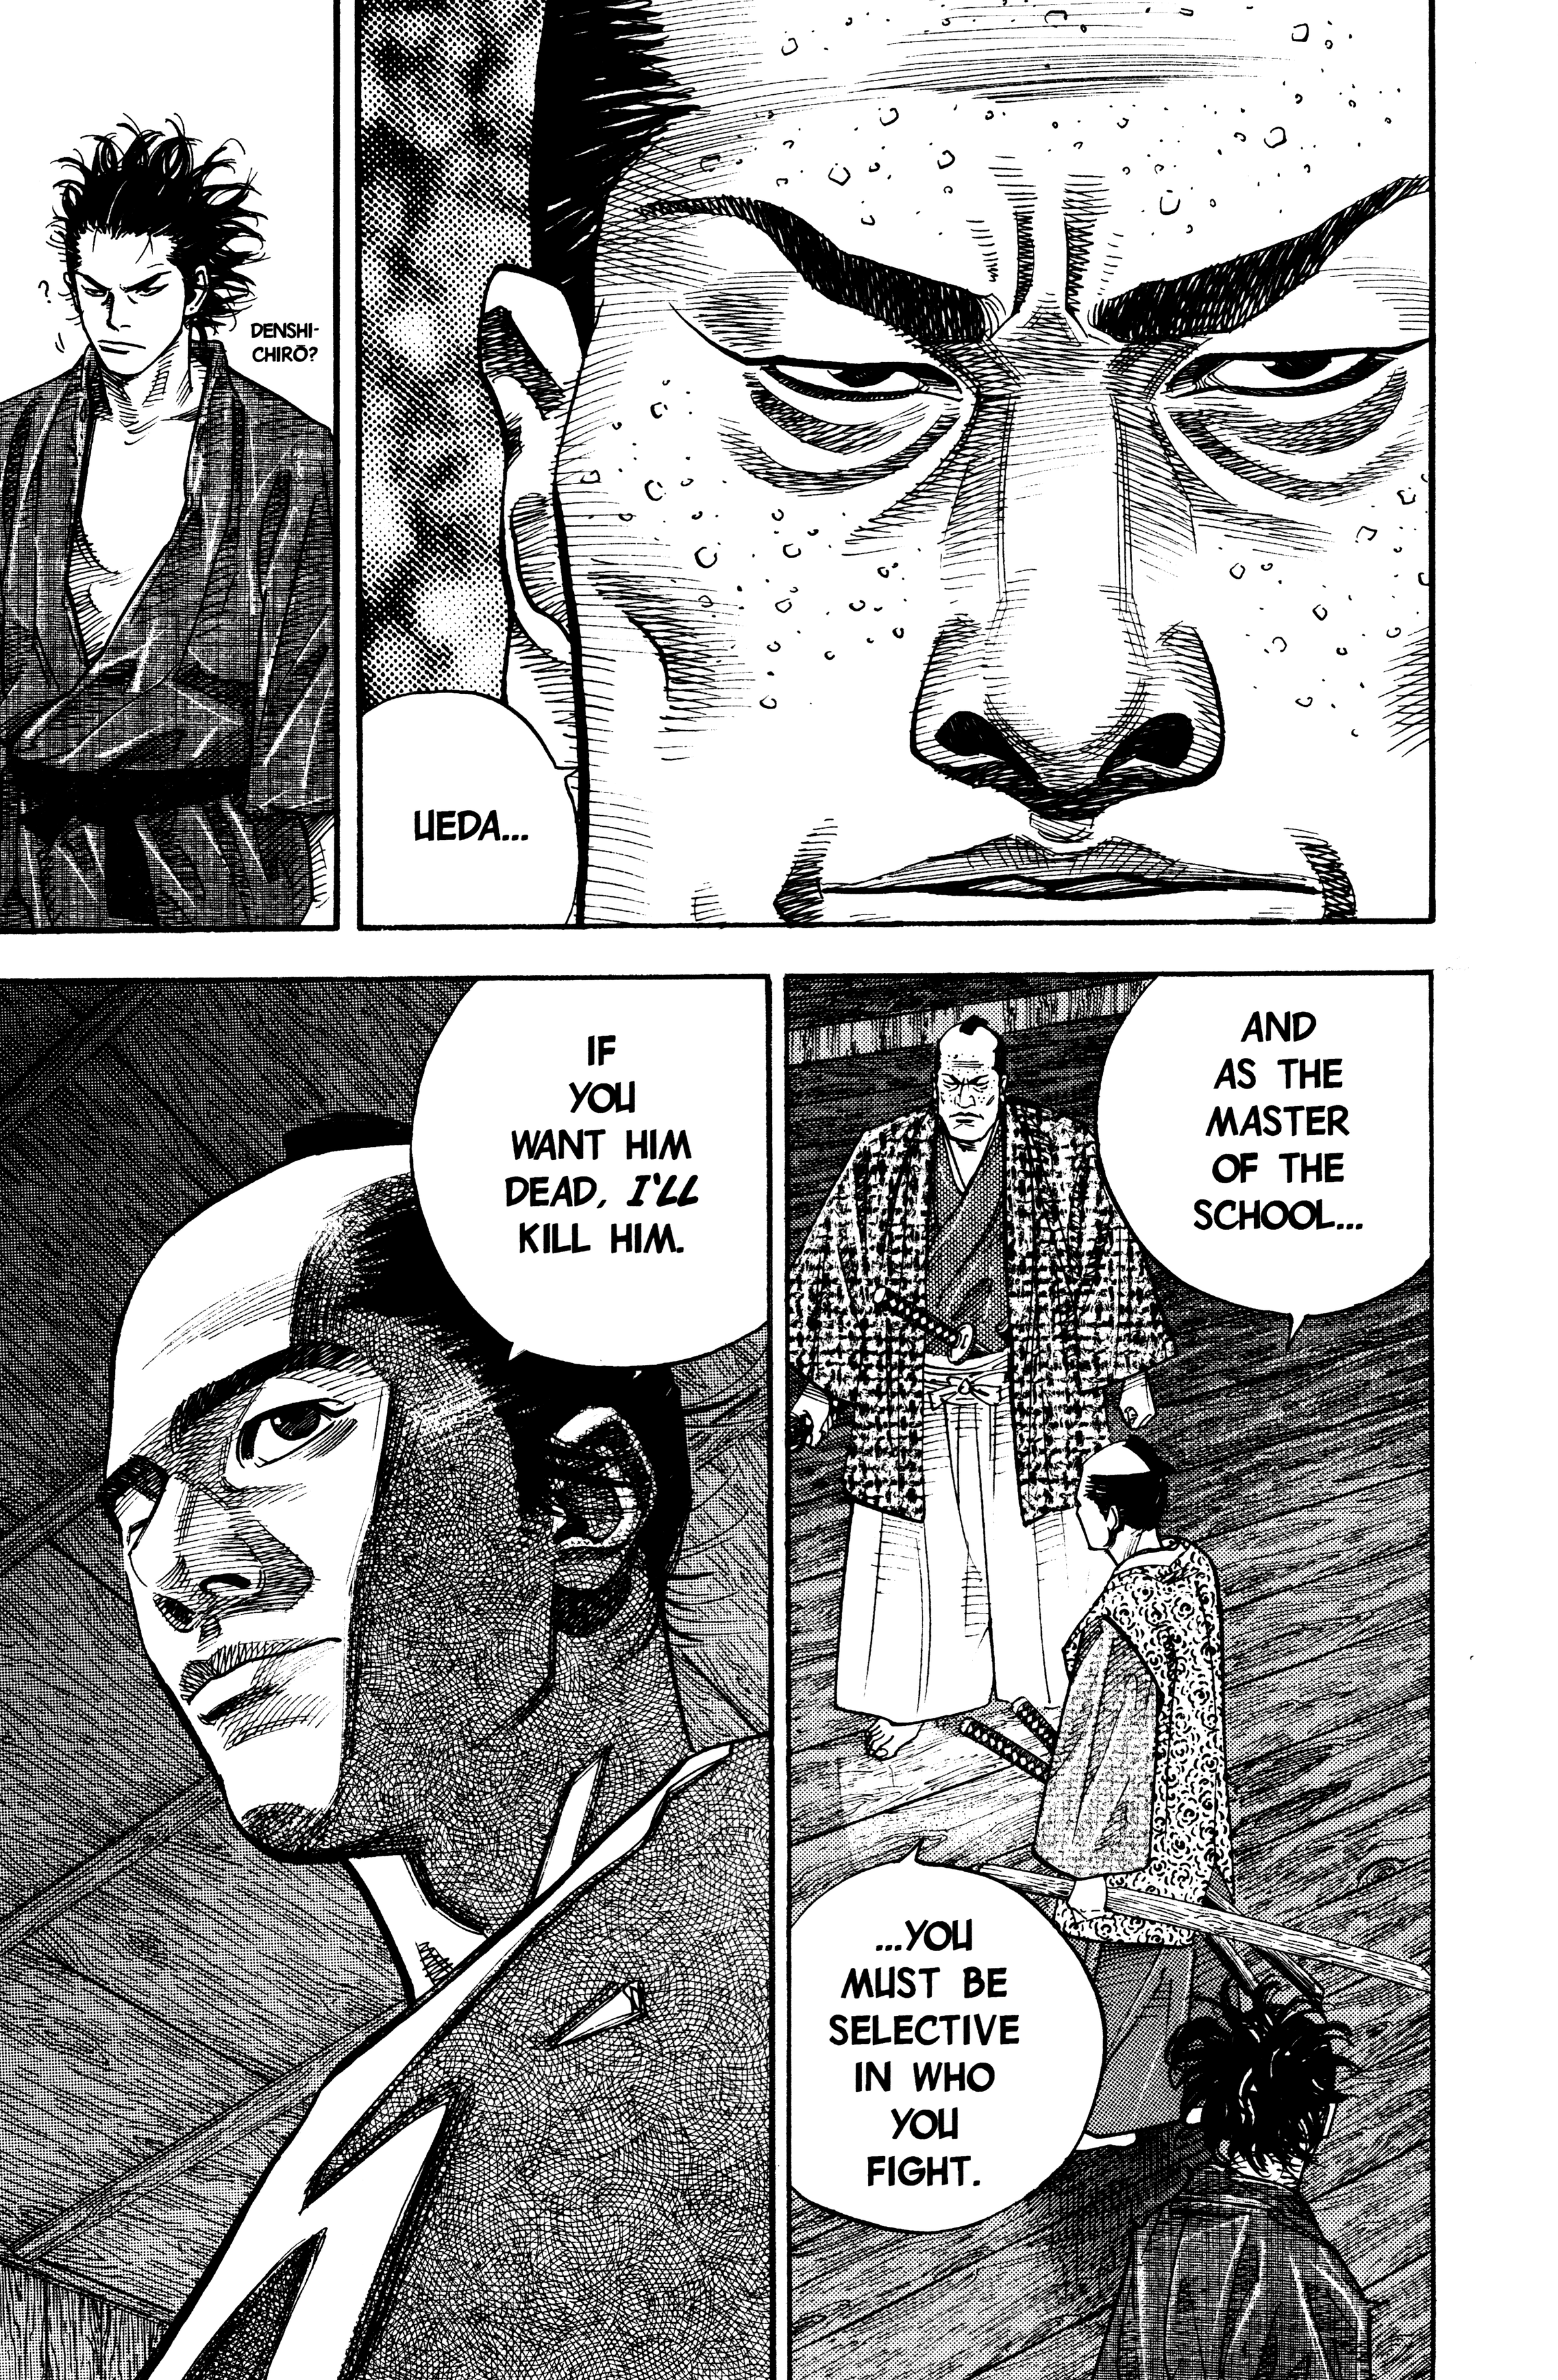 UEDA...
?
DENSHI-
CHIRŌ?
AND
AS THE
MASTER
OF THE
SCHOOL...
...YOU
MUST BE
SELECTIVE
IN WHO
YOU
FIGHT.
IF
YOU
WANT HIM
DEAD, I'LL
KILL HIM.